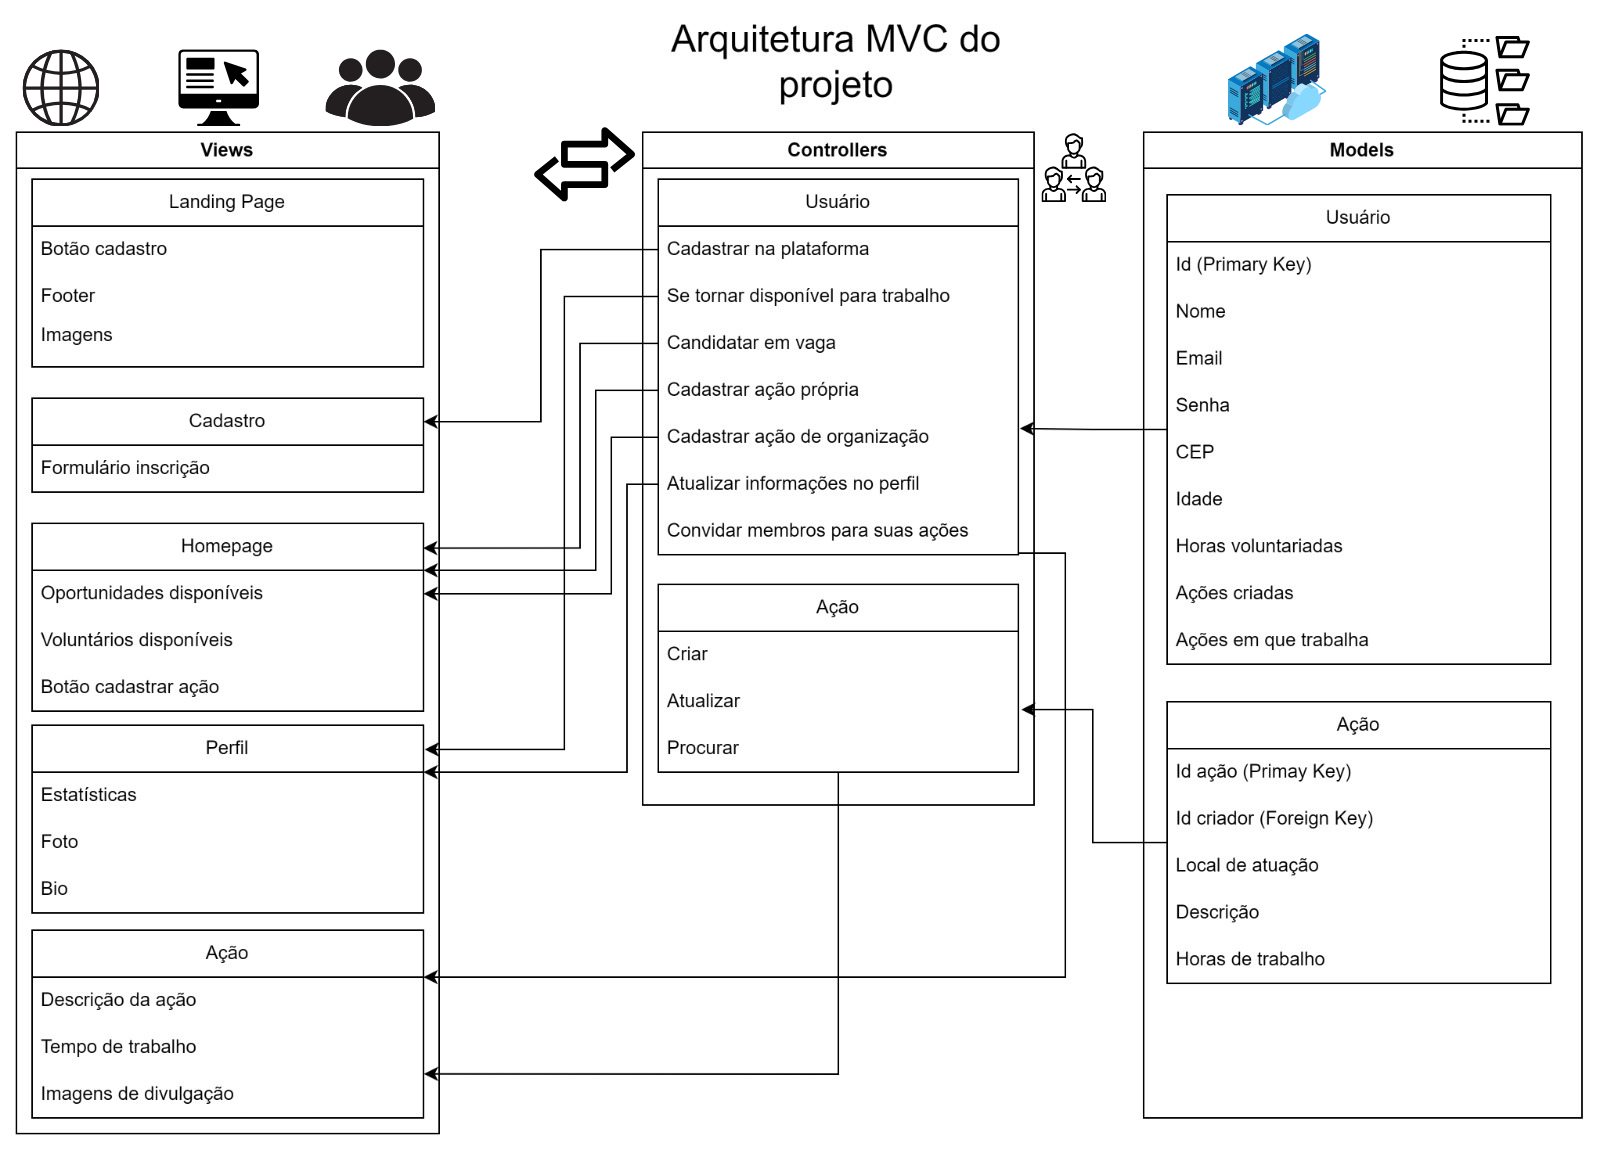 Arquitetura MVC do
projeto
Views
Landing Page
Botão cadastro
Footer
Imagens
Cadastro
Formulário inscrição
Homepage
Oportunidades disponíveis
Voluntários disponíveis
Botão cadastrar ação
Perfil
Estatísticas
Foto
Bio
Ação
Descrição da ação
Tempo de trabalho
Imagens de divulgação
Controllers
Usuário
Cadastrar na plataforma
Se tornar disponível para trabalho
Candidatar em vaga
Cadastrar ação própria
Cadastrar ação de organização
Atualizar informações no perfil
Convidar membros para suas ações
Ação
Criar
Atualizar
Procurar
Models
Usuário
Id (Primary Key)
Nome
Email
Senha
CEP
Idade
Horas voluntariadas
Ações criadas
Ações em que trabalha
Ação
Id ação (Primay Key)
Id criador (Foreign Key)
Local de atuação
Descrição
Horas de trabalho